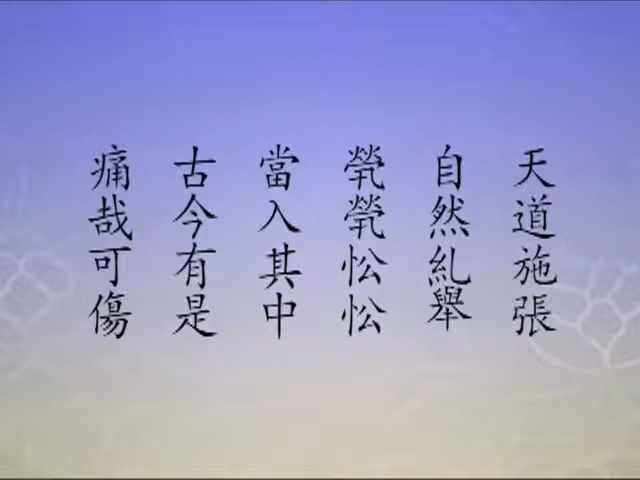 天道施張
自然糺舉
煢煢忪忪
當入其中
古今有是
痛哉可傷